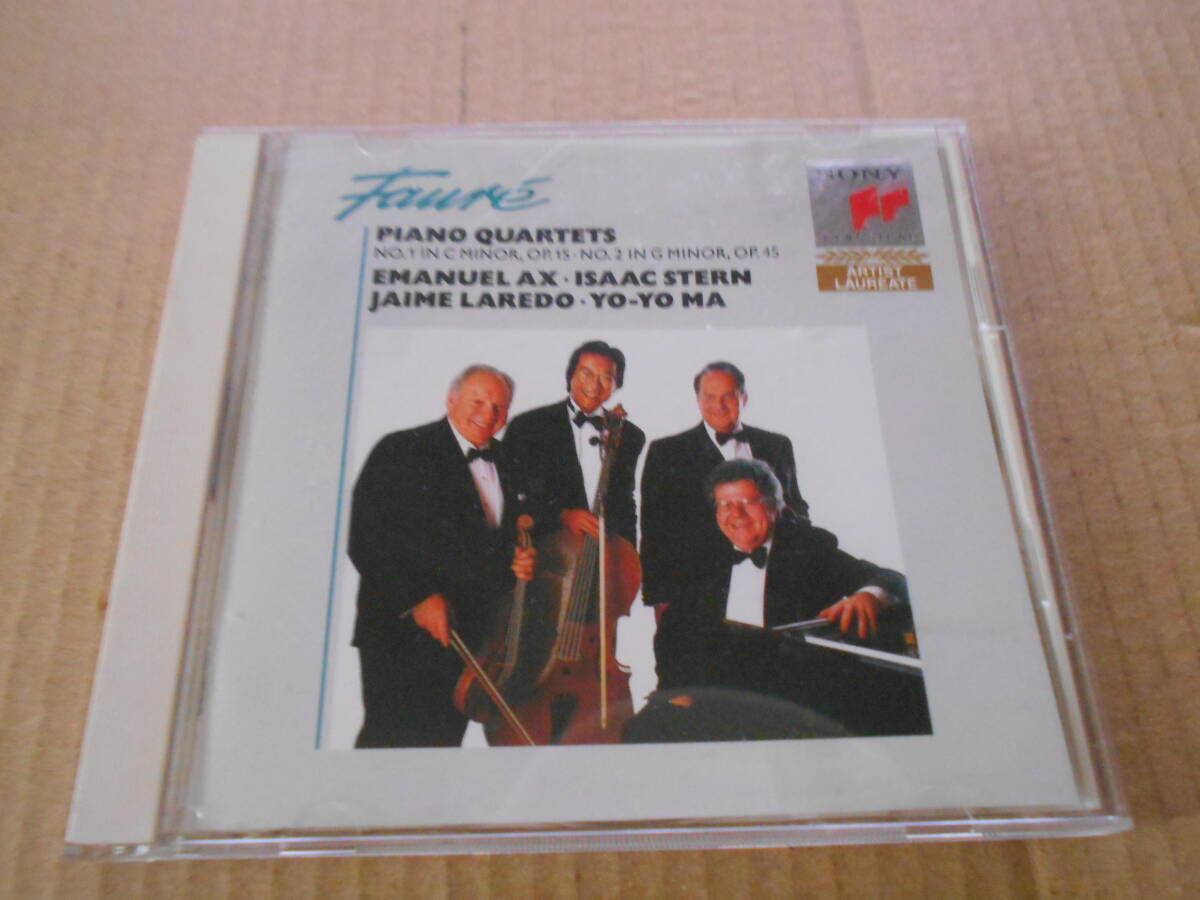 Fauré
PIANO QUARTETS
NO. 1 IN C MINOR, OP. 15 · NO. 2 IN G MINOR, OP. 45
EMANUEL AX · ISAAC STERN
JAIME LAREDO · YO-YO MA
SONY
CLASSICAL
ARTIST
LAUREATE